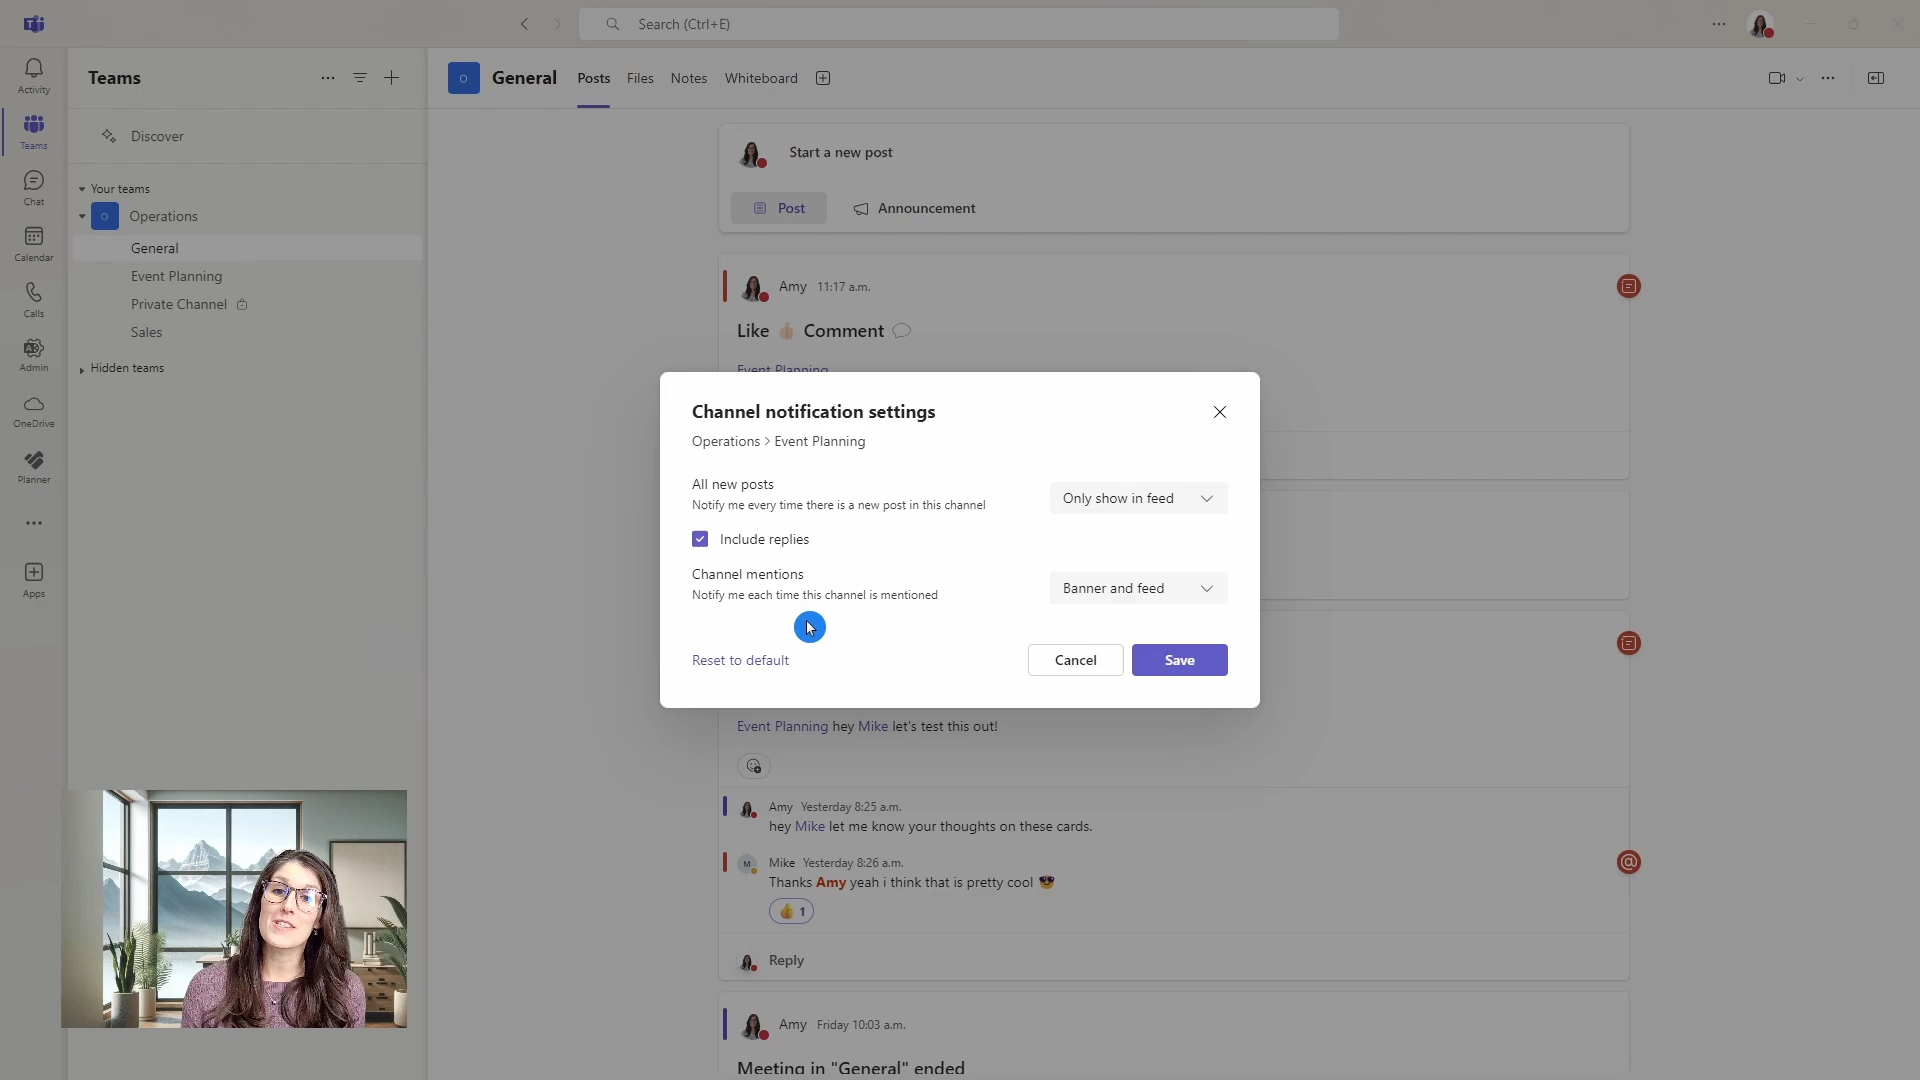 Search (Ctrl+E)
Activity
Teams
Chat
Calendar
Calls
Admin
OneDrive
Planner
Apps
Teams
Discover
Your teams
O
Operations
General
Event Planning
Private Channel
Sales
Hidden teams
O
General
Posts
Files
Notes
Whiteboard
Start a new post
Post
Announcement
Amy 11:17 a.m.
Like 👍🏻 Comment 💬
Event Planning
Channel notification settings
Operations > Event Planning
All new posts
Notify me every time there is a new post in this channel
Only show in feed
Include replies
Channel mentions
Notify me each time this channel is mentioned
Banner and feed
Reset to default
Cancel
Save
Event Planning hey Mike let's test this out!
Amy Yesterday 8:25 a.m.
hey Mike let me know your thoughts on these cards.
M
Mike Yesterday 8:26 a.m.
Thanks Amy yeah i think that is pretty cool 😎
👍 1
Reply
Amy Friday 10:03 a.m.
Meeting in "General" ended